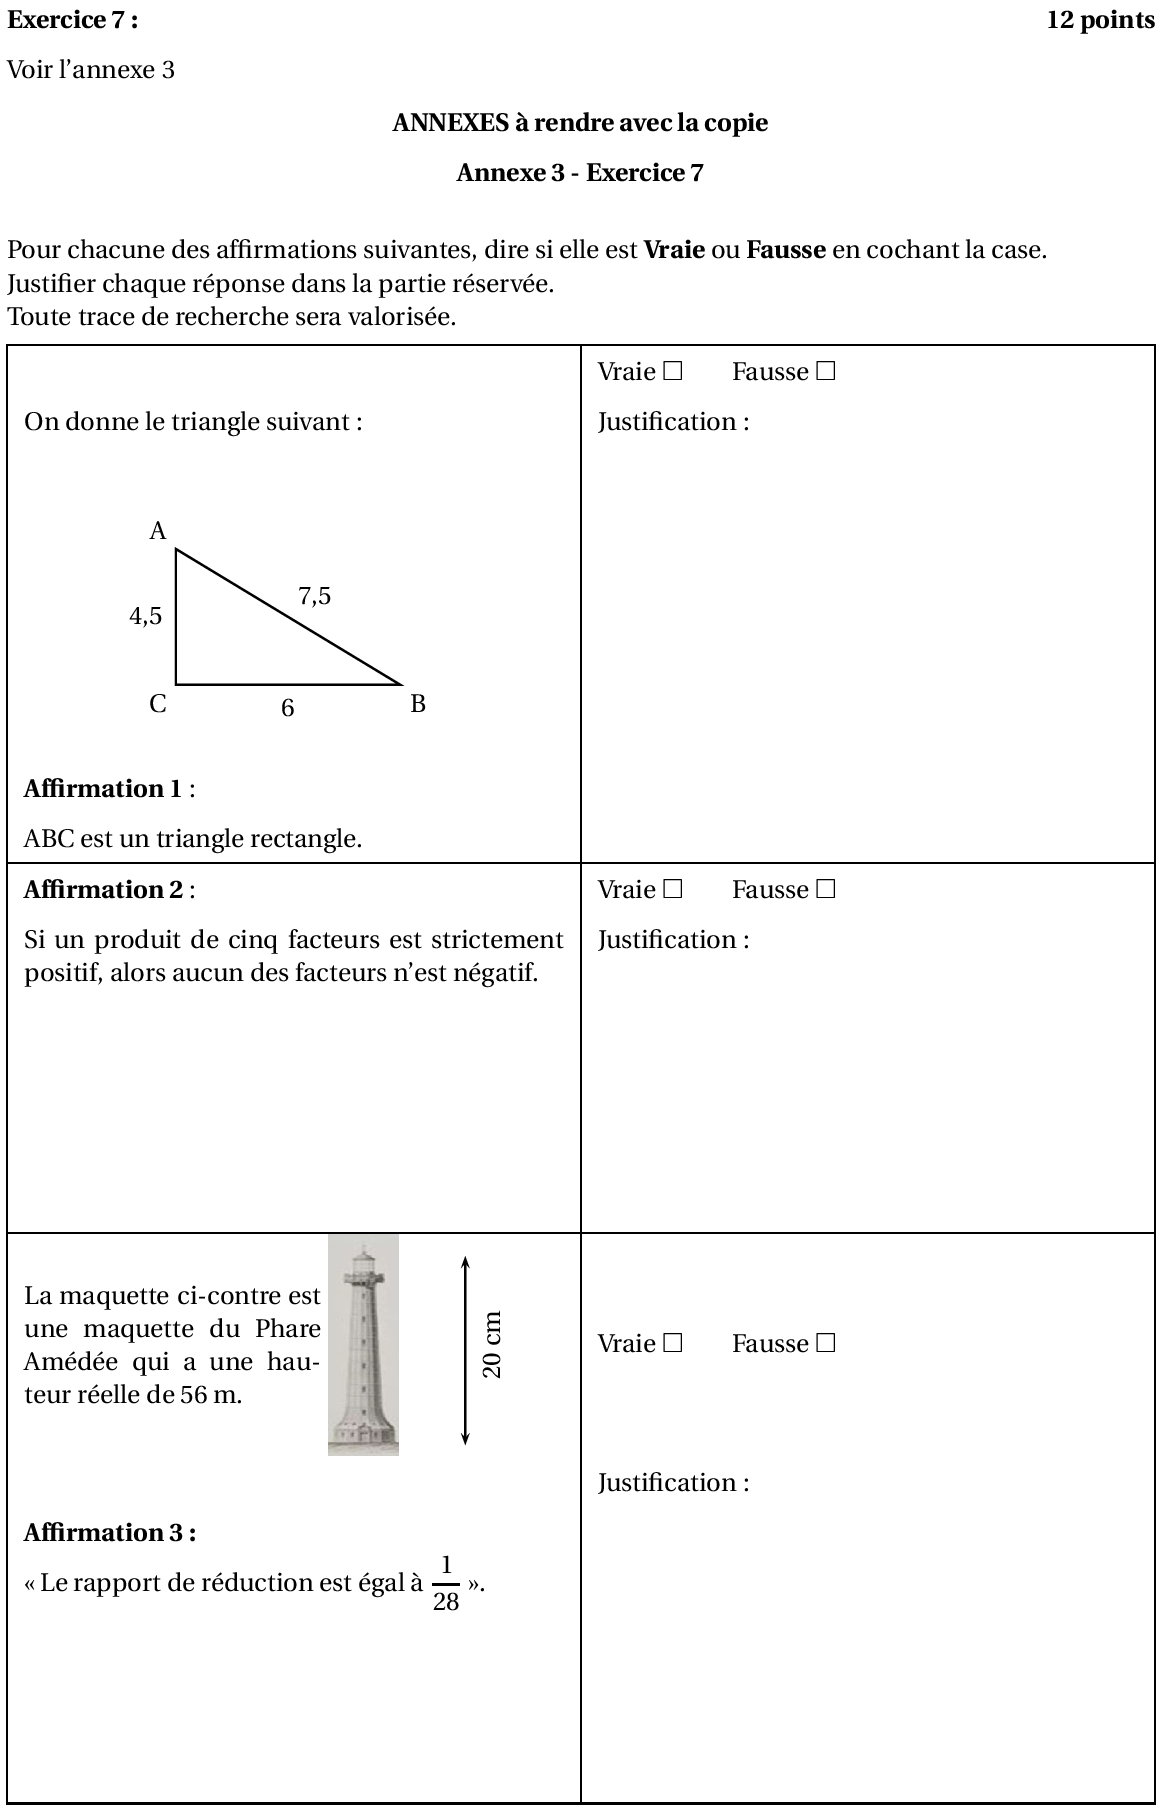 Exercice 7 : 12 points
Voir l’annexe 3
ANNEXES à rendre avec la copie
Annexe 3 - Exercice 7
Pour chacune des affirmations suivantes, dire si elle est Vraie ou Fausse en cochant la case.
Justifier chaque réponse dans la partie réservée.
Toute trace de recherche sera valorisée.
On donne le triangle suivant :
A
7,5
4,5
C
6
B
Affirmation 1 :
ABC est un triangle rectangle.
Vraie □ Fausse □
Justification :
Affirmation 2 :
Si un produit de cinq facteurs est strictement
positif, alors aucun des facteurs n’est négatif.
Vraie □ Fausse □
Justification :
La maquette ci-contre est
une maquette du Phare
Amédée qui a une hau-
teur réelle de 56 m.
20 cm
Affirmation 3 :
« Le rapport de réduction est égal à 1/28 ».
Vraie □ Fausse □
Justification :